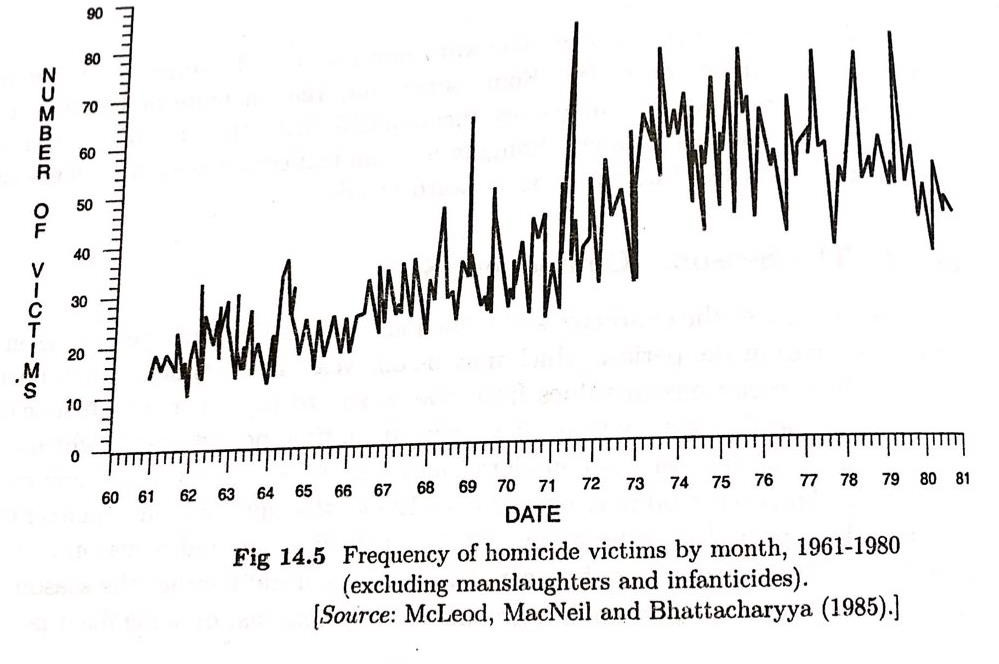 90
80
70
60
50
40
30
20
10
0
NUMBER OF VICTIMS
60 61 62 63 64 65 66 67 68 69 70 71 72 73 74 75 76 77 78 79 80 81
DATE
Fig 14.5 Frequency of homicide victims by month, 1961-1980
(excluding manslaughters and infanticides).
[Source: McLeod, MacNeil and Bhattacharyya (1985).]